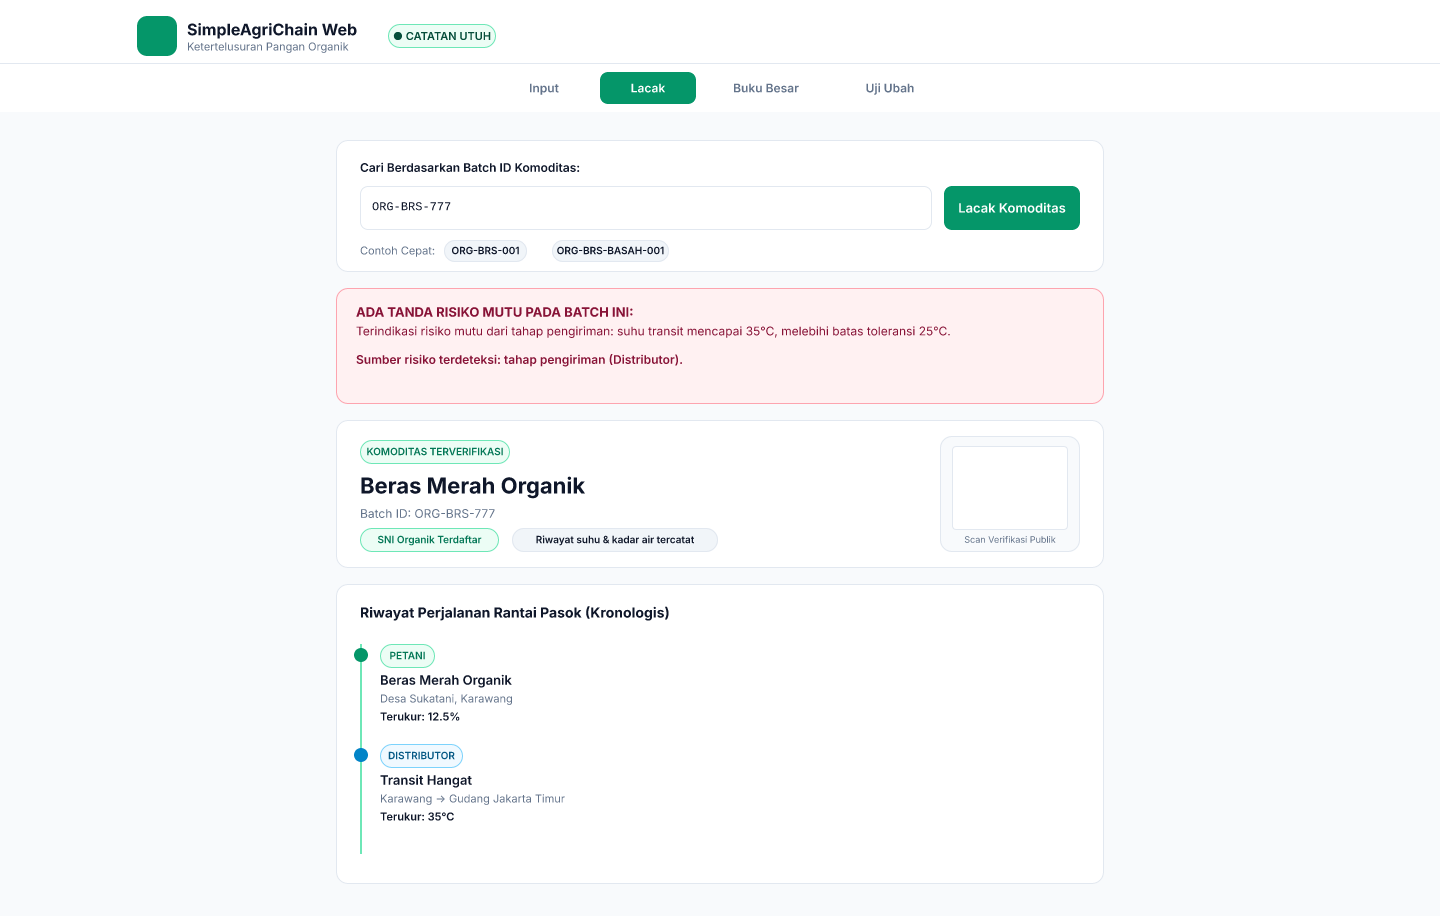 SimpleAgriChain Web
Ketertelusuran Pangan Organik
CATATAN UTUH
Input
Lacak
Buku Besar
Uji Ubah
Cari Berdasarkan Batch ID Komoditas:
ORG-BRS-777
Lacak Komoditas
Contoh Cepat:
ORG-BRS-001
ORG-BRS-BASAH-001
ADA TANDA RISIKO MUTU PADA BATCH INI:
Terindikasi risiko mutu dari tahap pengiriman: suhu transit mencapai 35°C, melebihi batas toleransi 25°C.
Sumber risiko terdeteksi: tahap pengiriman (Distributor).
KOMODITAS TERVERIFIKASI
Beras Merah Organik
Batch ID: ORG-BRS-777
SNI Organik Terdaftar
Riwayat suhu & kadar air tercatat
Scan Verifikasi Publik
Riwayat Perjalanan Rantai Pasok (Kronologis)
PETANI
Beras Merah Organik
Desa Sukatani, Karawang
Terukur: 12.5%
DISTRIBUTOR
Transit Hangat
Karawang → Gudang Jakarta Timur
Terukur: 35°C